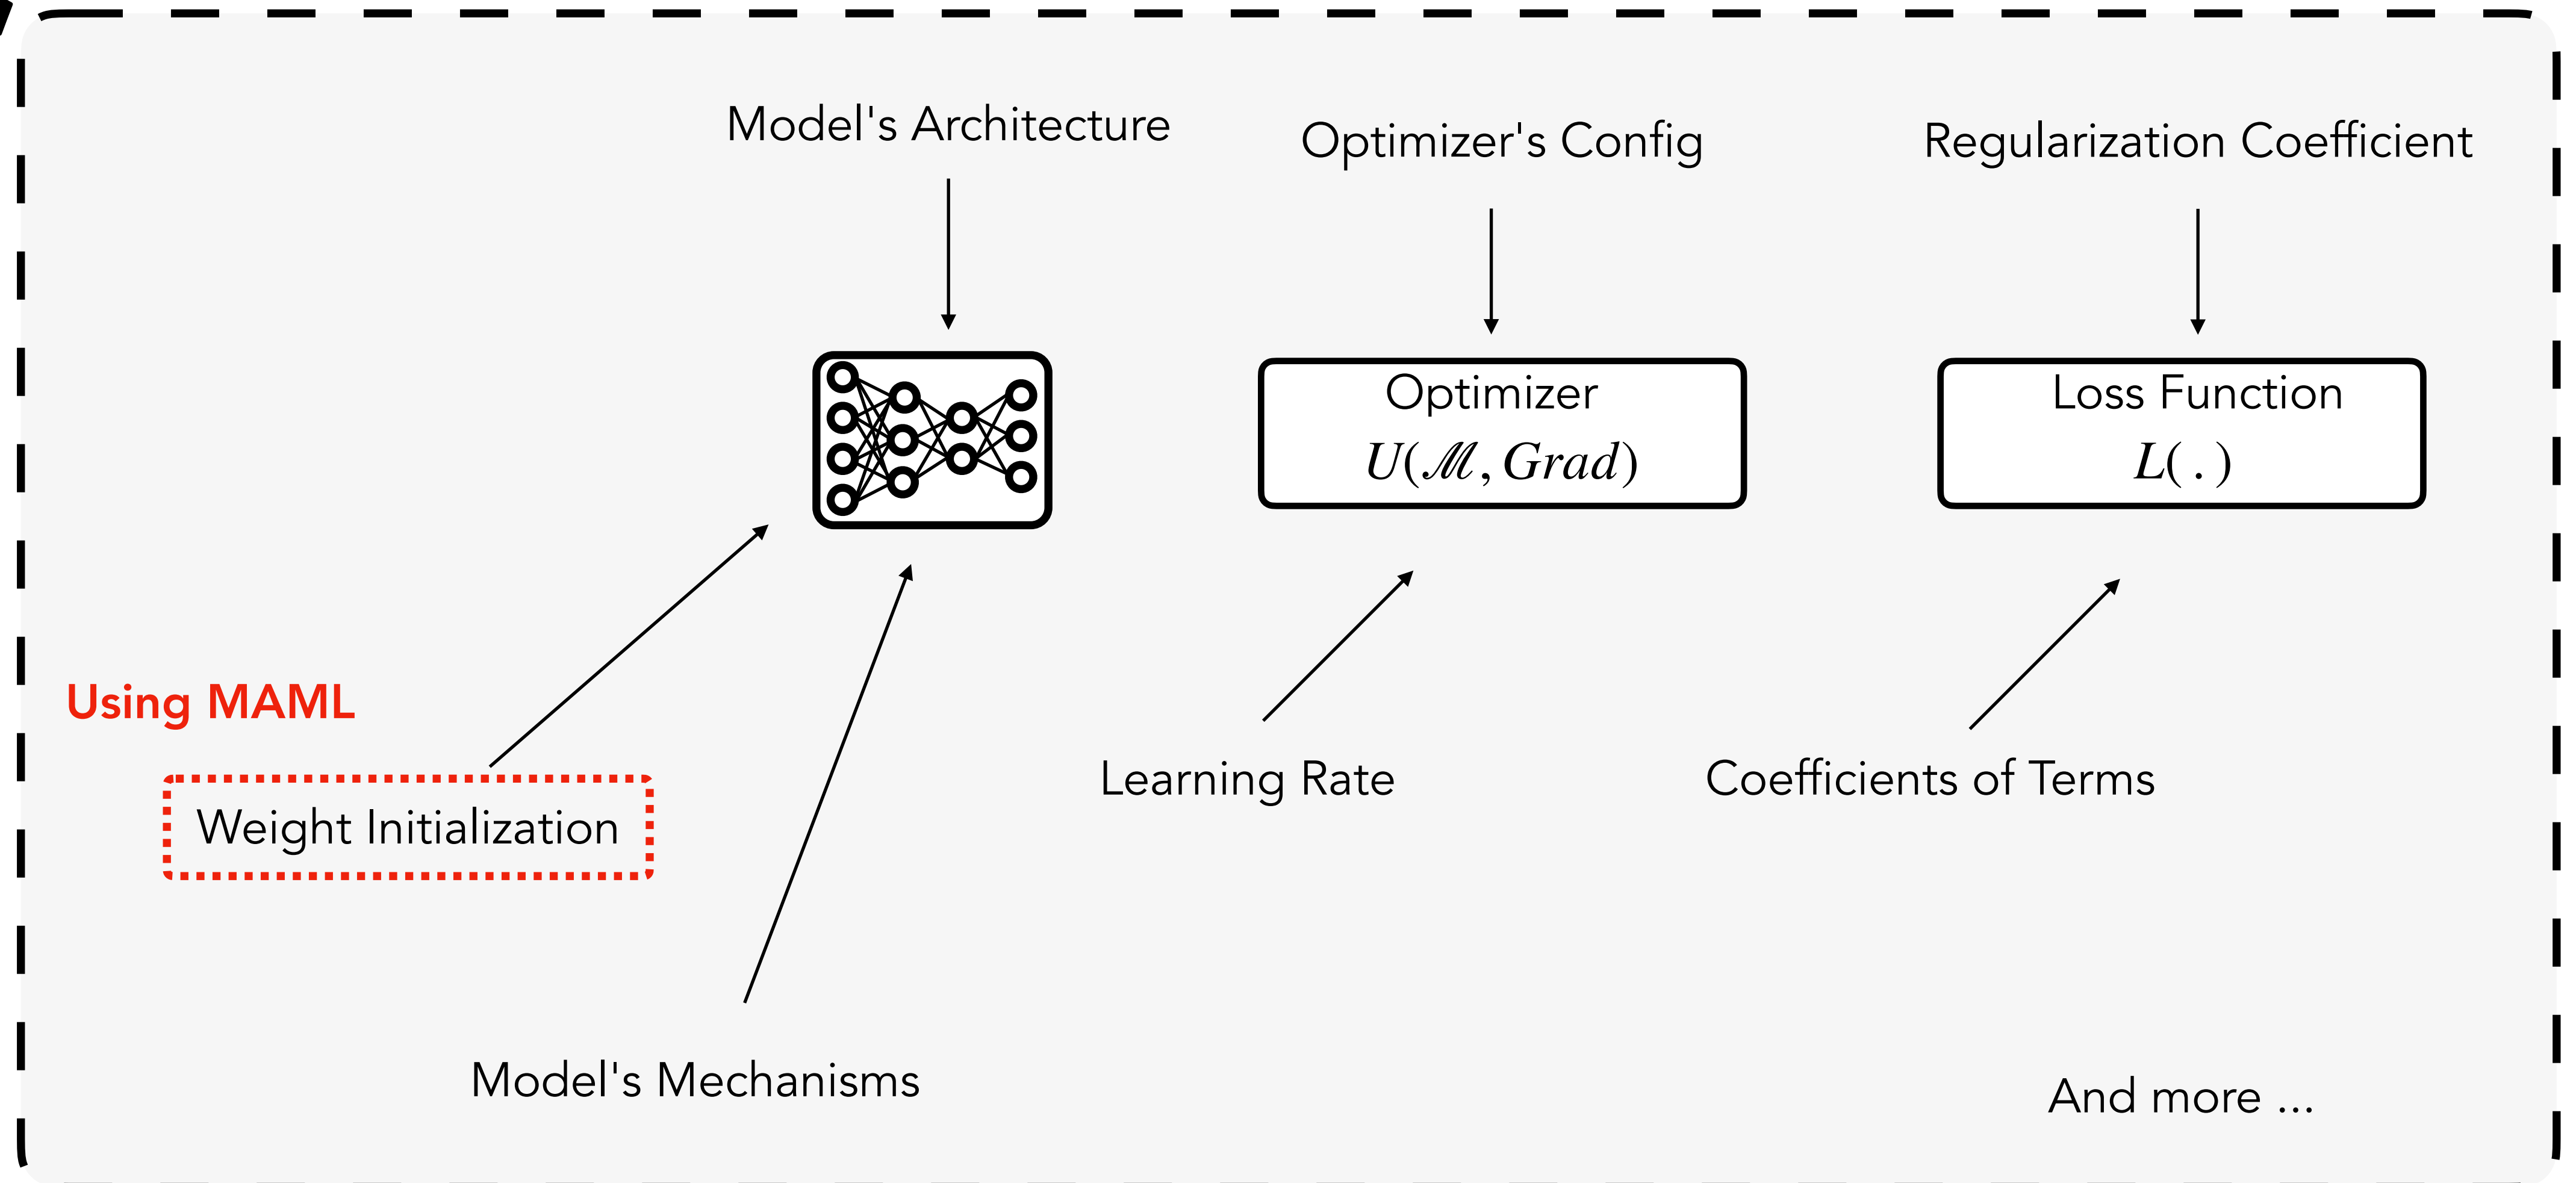 Model's Architecture
Optimizer's Config
Regularization Coefficient
Optimizer
U(ℳ, Grad)
Loss Function
L( . )
Using MAML
Weight Initialization
Learning Rate
Coefficients of Terms
Model's Mechanisms
And more ...